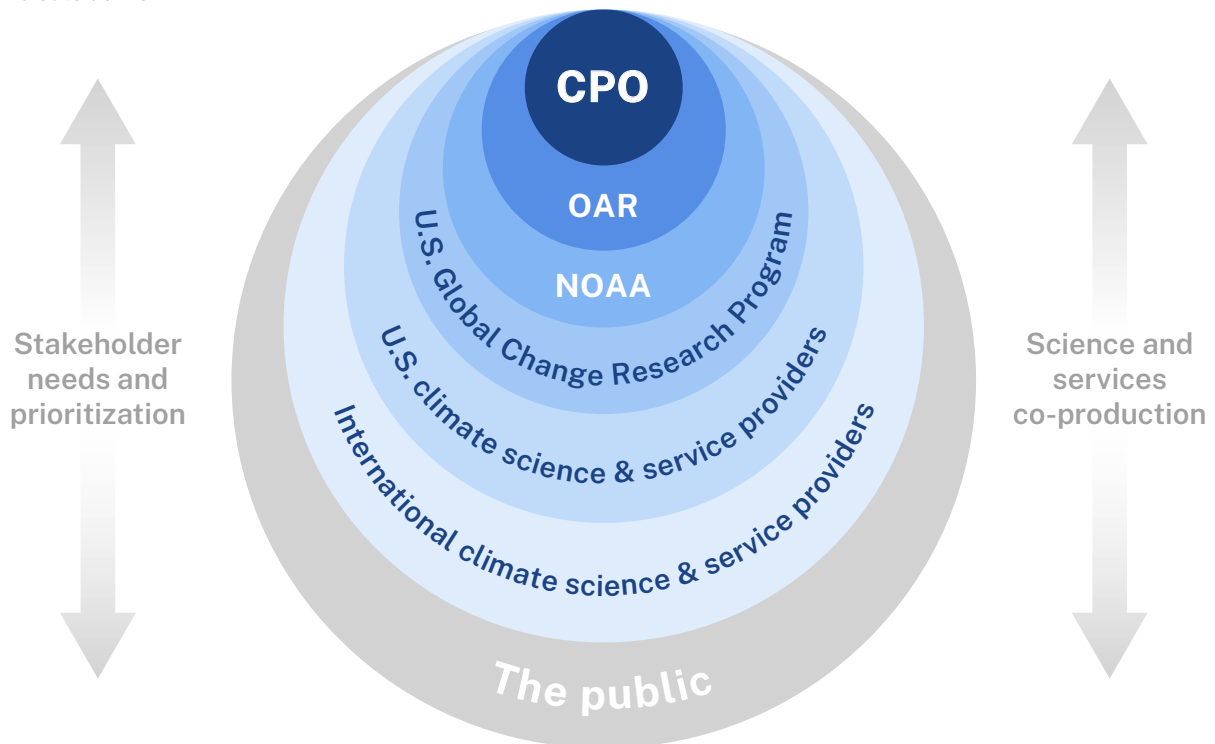 CPO
OAR
NOAA
U.S. Global Change Research Program
U.S. climate science & service providers
International climate science & service providers
The public
Stakeholder
needs and
prioritization
Science and
services
co-production